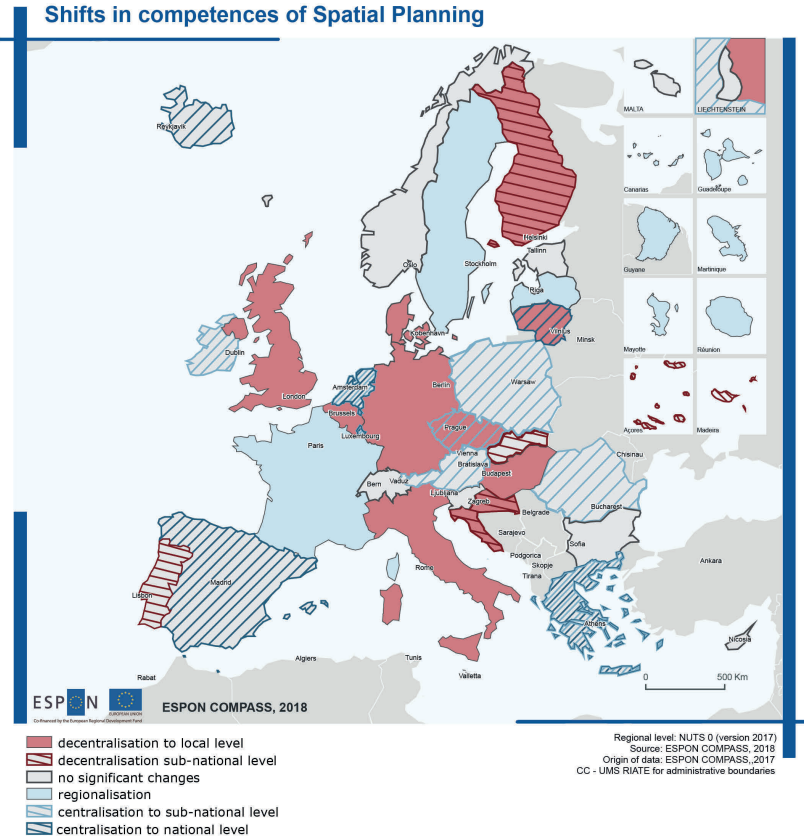 Shifts in competences of Spatial Planning
MALTA
LIECHTENSTEIN
Reykjavik
Canarias
Guadeloupe
Helsinki
Tallinn
Oslo
Stockholm
Guyane
Martinique
Riga
Vilnius
København
Minsk
Mayotte
Réunion
Dublin
Amsterdam
Berlin
Warsaw
London
Brussels
Açores
Madeira
Prague
Luxembourg
Paris
Vienna
Chisinau
Bratislava
Bern
Vaduz
Budapest
Ljubljana
Zagreb
Bucharest
Belgrade
Sarajevo
Sofia
Podgorica
Ankara
Skopje
Rome
Tirana
Madrid
Lisbon
Athens
Nicosia
Algiers
Tunis
Rabat
Valletta
0 500 Km
ESPON
EUROPEAN UNION
Co-financed by the European Regional Development Fund
ESPON COMPASS, 2018
decentralisation to local level
decentralisation sub-national level
no significant changes
regionalisation
centralisation to sub-national level
centralisation to national level
Regional level: NUTS 0 (version 2017)
Source: ESPON COMPASS, 2018
Origin of data: ESPON COMPASS,,2017
CC - UMS RIATE for administrative boundaries